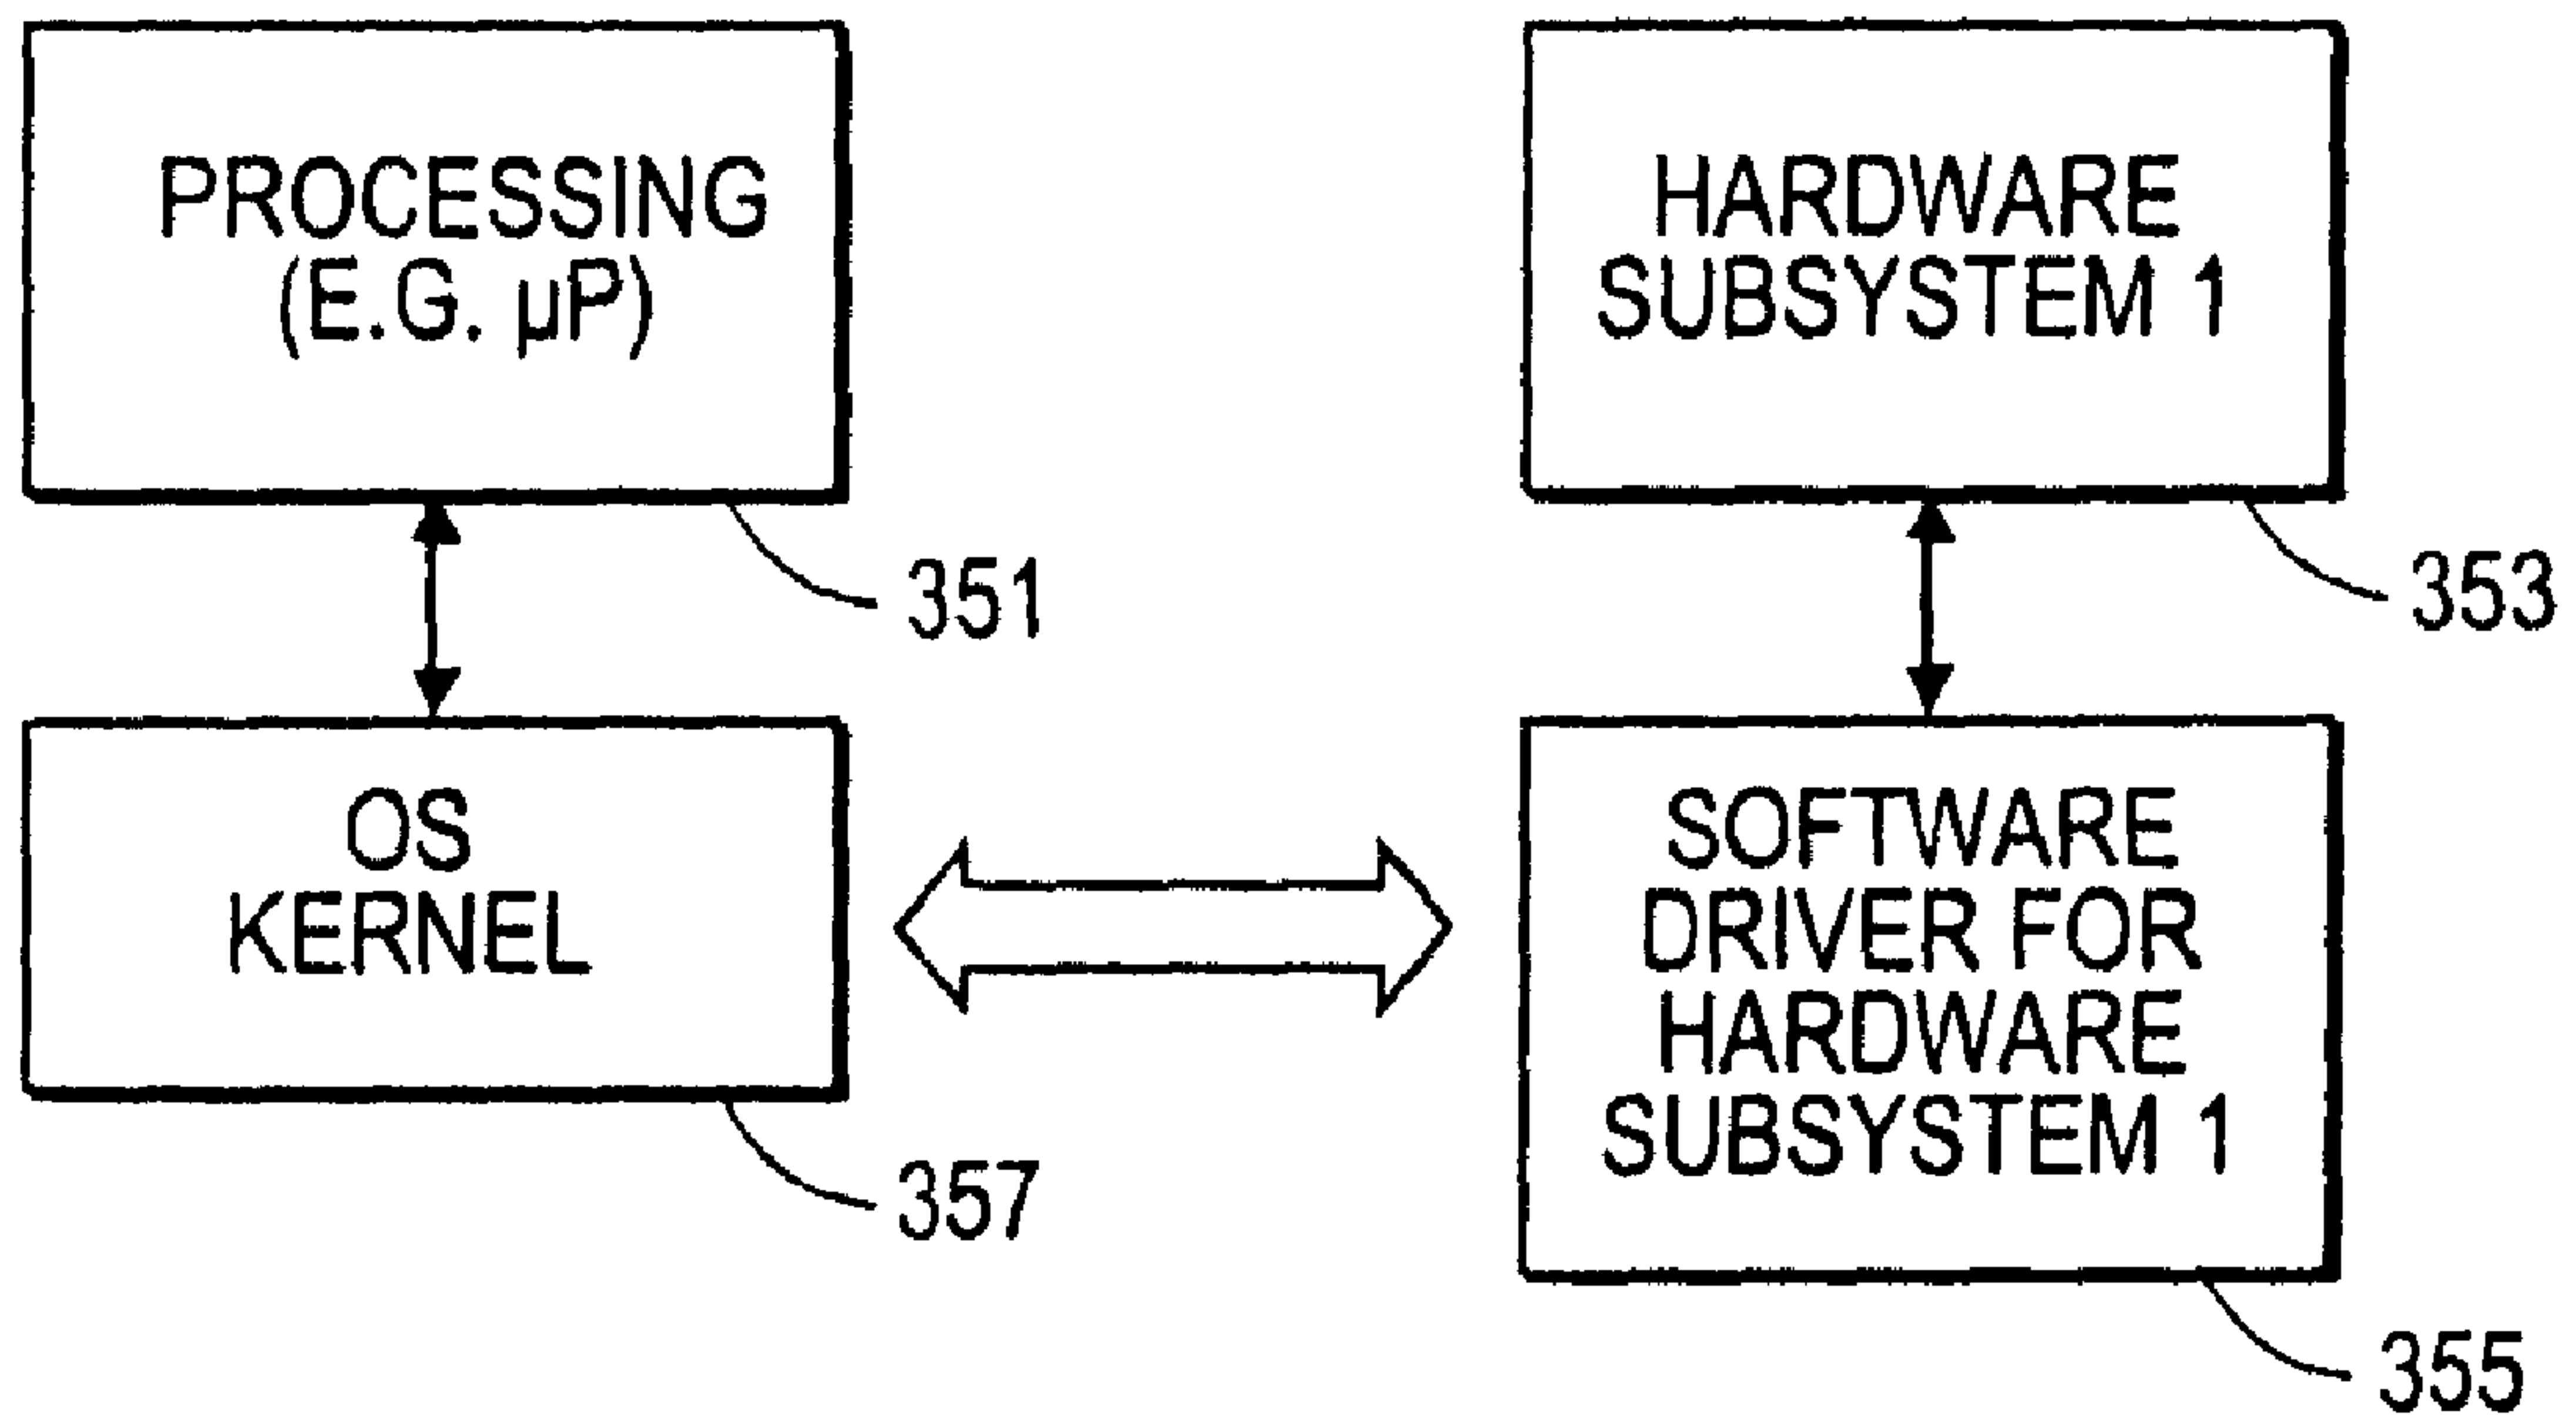 PROCESSING
(E.G. µP)
351
HARDWARE
SUBSYSTEM 1
353
OS
KERNEL
357
SOFTWARE
DRIVER FOR
HARDWARE
SUBSYSTEM 1
355